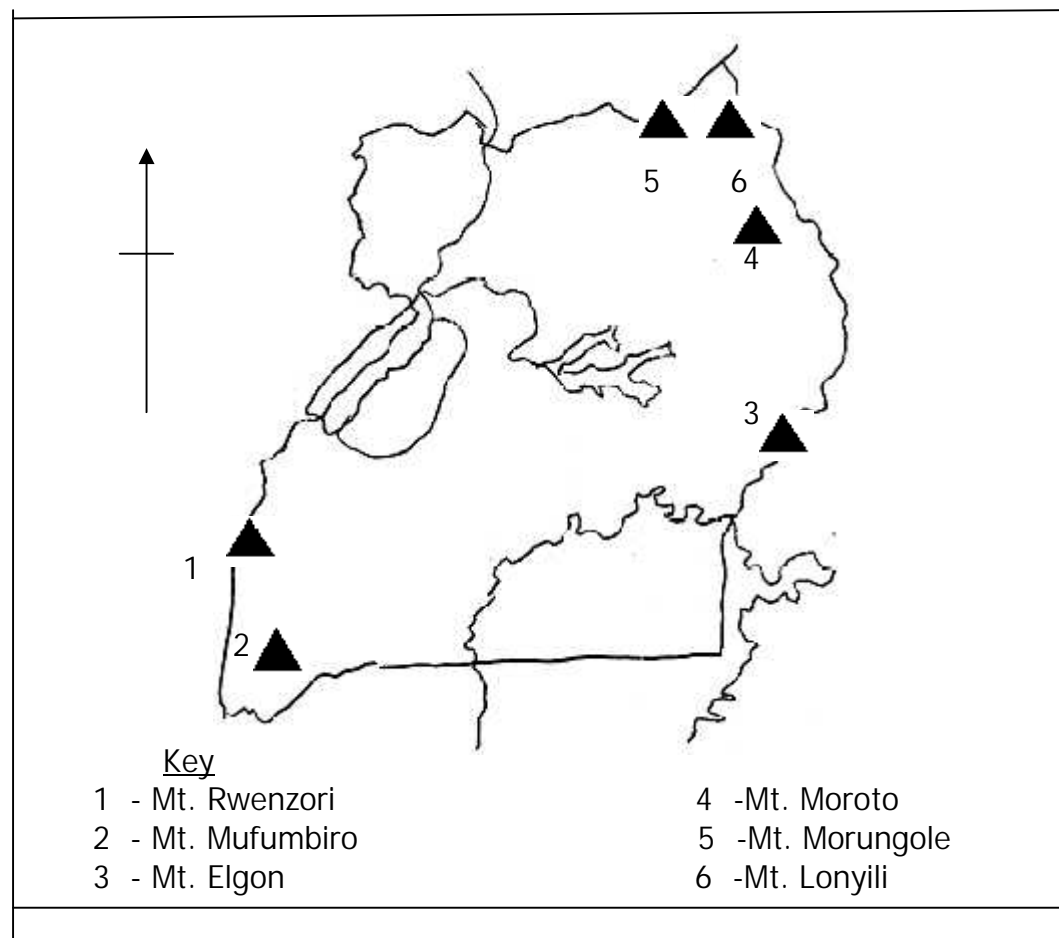 5
6
4
3
1
2
Key
1 - Mt. Rwenzori
2 - Mt. Mufumbiro
3 - Mt. Elgon
4 -Mt. Moroto
5 -Mt. Morungole
6 -Mt. Lonyili